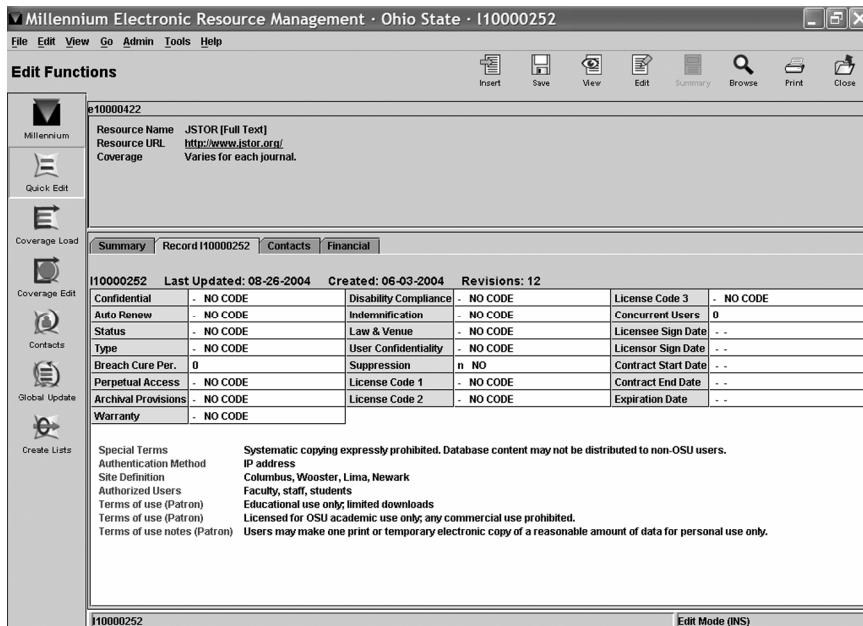 Millennium Electronic Resource Management · Ohio State · l10000252
File Edit View Go Admin Tools Help
Edit Functions
Insert Save View Edit Summary Browse Print Close
Millennium
Quick Edit
Coverage Load
Coverage Edit
Contacts
Global Update
Create Lists
e10000422
Resource Name JSTOR [Full Text]
Resource URL http://www.jstor.org/
Coverage Varies for each journal.
Summary Record l10000252 Contacts Financial
l10000252 Last Updated: 08-26-2004 Created: 06-03-2004 Revisions: 12
Confidential - NO CODE Disability Compliance - NO CODE License Code 3 - NO CODE
Auto Renew - NO CODE Indemnification - NO CODE Concurrent Users 0
Status - NO CODE Law & Venue - NO CODE Licensee Sign Date - -
Type - NO CODE User Confidentiality - NO CODE Licensor Sign Date - -
Breach Cure Per. 0 Suppression n NO Contract Start Date - -
Perpetual Access - NO CODE License Code 1 - NO CODE Contract End Date - -
Archival Provisions - NO CODE License Code 2 - NO CODE Expiration Date - -
Warranty - NO CODE
Special Terms Systematic copying expressly prohibited. Database content may not be distributed to non-OSU users.
Authentication Method IP address
Site Definition Columbus, Wooster, Lima, Newark
Authorized Users Faculty, staff, students
Terms of use (Patron) Educational use only; limited downloads
Terms of use (Patron) Licensed for OSU academic use only; any commercial use prohibited.
Terms of use notes (Patron) Users may make one print or temporary electronic copy of a reasonable amount of data for personal use only.
l10000252 Edit Mode (INS)